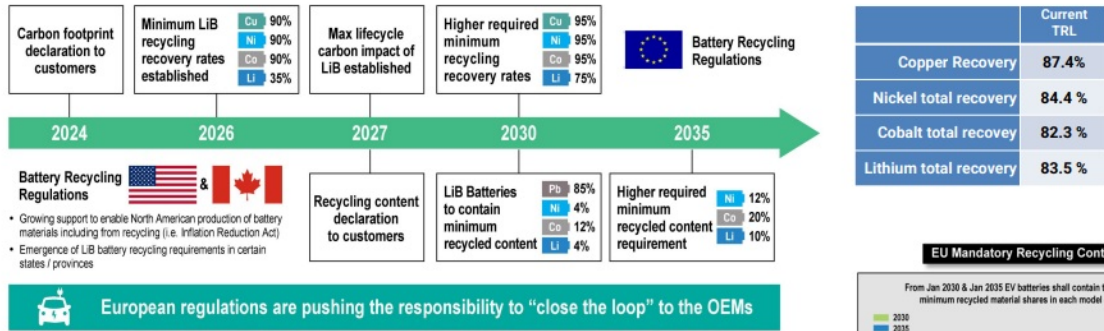 Carbon footprint
declaration to
customers
Minimum LiB
recycling
recovery rates
established
Cu 90%
Ni 90%
Co 90%
Li 35%
Max lifecycle
carbon impact of
LiB established
Higher required
minimum
recycling
recovery rates
Cu 95%
Ni 95%
Co 95%
Li 75%
Battery Recycling
Regulations
2024
2026
2027
2030
2035
Battery Recycling
Regulations
&
• Growing support to enable North American production of battery
materials including from recycling (i.e. Inflation Reduction Act)
• Emergence of LiB battery recycling requirements in certain
states / provinces
Recycling content
declaration
to customers
LiB Batteries
to contain
minimum
recycled content
Pb 85%
Ni 4%
Co 12%
Li 4%
Higher required
minimum
recycled content
requirement
Ni 12%
Co 20%
Li 10%
European regulations are pushing the responsibility to “close the loop” to the OEMs
Current
TRL
Copper Recovery 87.4%
Nickel total recovery 84.4 %
Cobalt total recovey 82.3 %
Lithium total recovery 83.5 %
EU Mandatory Recycling Cont
From Jan 2030 & Jan 2035 EV batteries shall contain t
minimum recycled material shares in each model
2030
2035